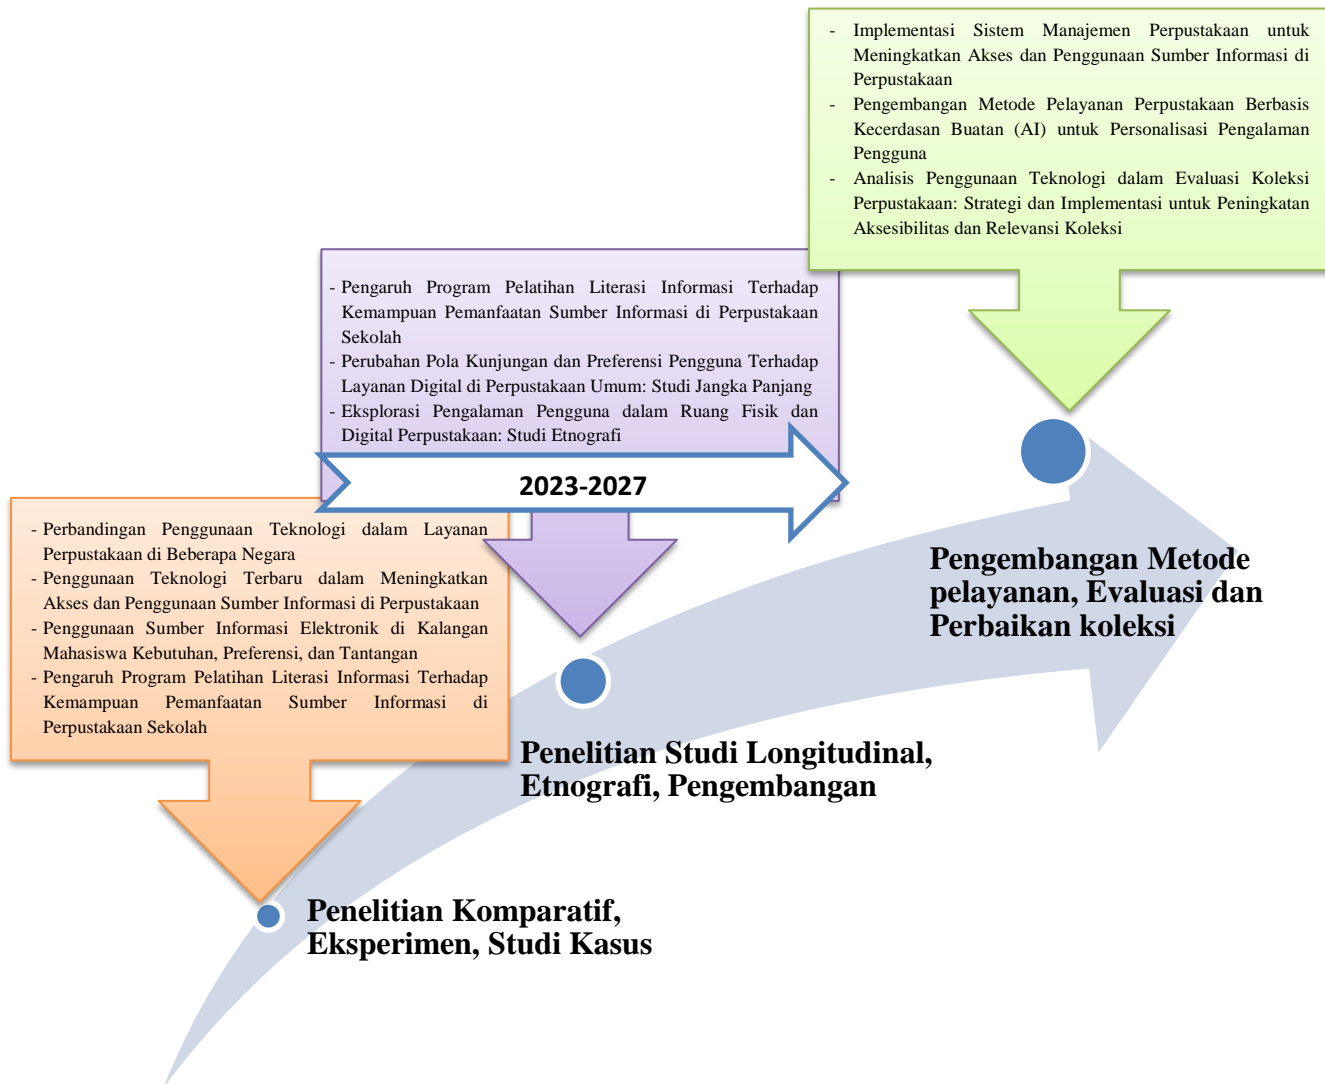 - Implementasi Sistem Manajemen Perpustakaan untuk
Meningkatkan Akses dan Penggunaan Sumber Informasi di
Perpustakaan
- Pengembangan Metode Pelayanan Perpustakaan Berbasis
Kecerdasan Buatan (AI) untuk Personalisasi Pengalaman
Pengguna
- Analisis Penggunaan Teknologi dalam Evaluasi Koleksi
Perpustakaan: Strategi dan Implementasi untuk Peningkatan
Aksesibilitas dan Relevansi Koleksi
- Pengaruh Program Pelatihan Literasi Informasi Terhadap
Kemampuan Pemanfaatan Sumber Informasi di Perpustakaan
Sekolah
- Perubahan Pola Kunjungan dan Preferensi Pengguna Terhadap
Layanan Digital di Perpustakaan Umum: Studi Jangka Panjang
- Eksplorasi Pengalaman Pengguna dalam Ruang Fisik dan
Digital Perpustakaan: Studi Etnografi
2023-2027
- Perbandingan Penggunaan Teknologi dalam Layanan
Perpustakaan di Beberapa Negara
- Penggunaan Teknologi Terbaru dalam Meningkatkan
Akses dan Penggunaan Sumber Informasi di Perpustakaan
- Penggunaan Sumber Informasi Elektronik di Kalangan
Mahasiswa Kebutuhan, Preferensi, dan Tantangan
- Pengaruh Program Pelatihan Literasi Informasi Terhadap
Kemampuan Pemanfaatan Sumber Informasi di
Perpustakaan Sekolah
Pengembangan Metode
pelayanan, Evaluasi dan
Perbaikan koleksi
Penelitian Studi Longitudinal,
Etnografi, Pengembangan
Penelitian Komparatif,
Eksperimen, Studi Kasus